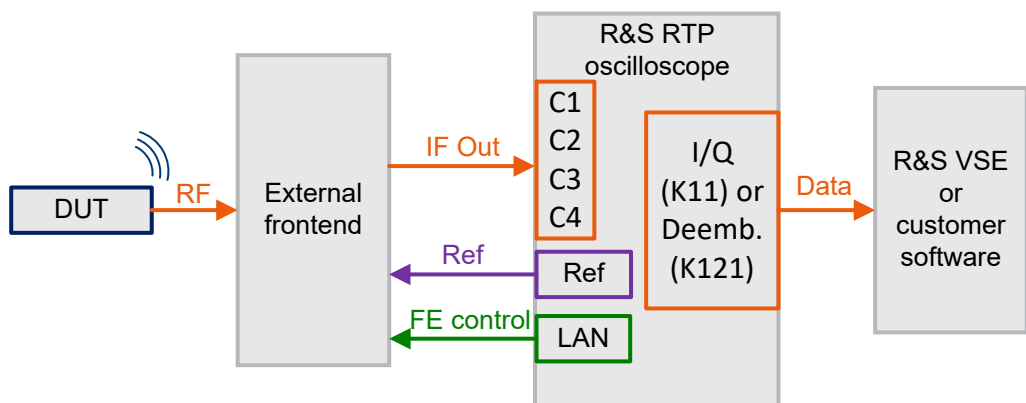 DUT
RF
External
frontend
IF Out
Ref
FE control
R&S RTP
oscilloscope
C1
C2
C3
C4
Ref
LAN
I/Q
(K11) or
Deemb.
(K121)
Data
R&S VSE
or
customer
software